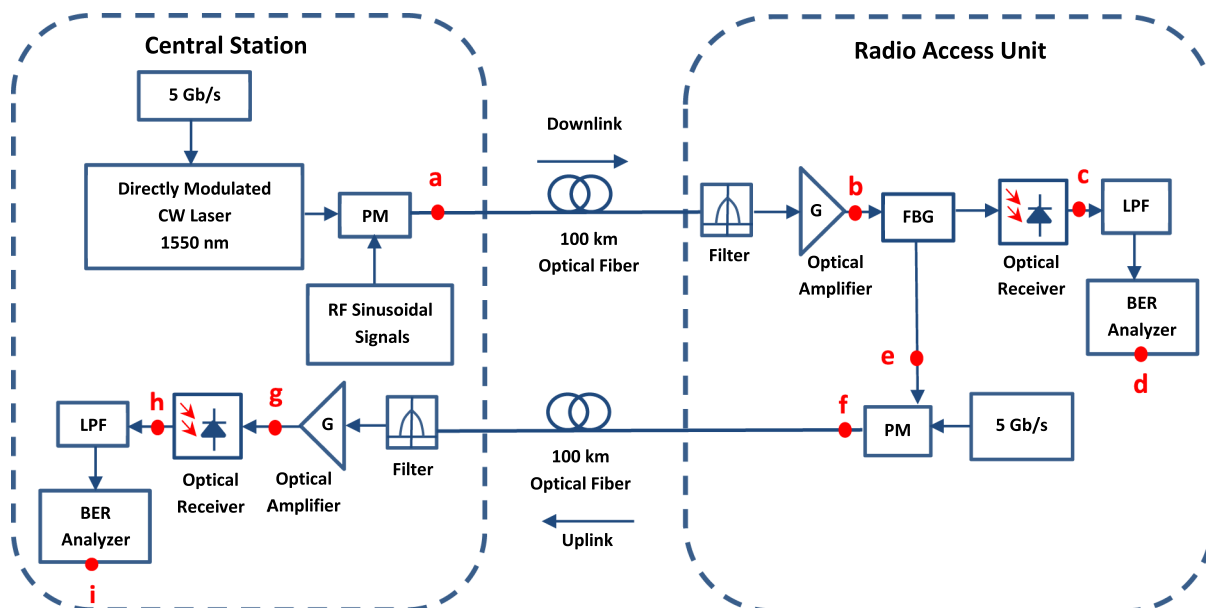 Central Station
5 Gb/s
Directly Modulated
CW Laser
1550 nm
PM
a
RF Sinusoidal
Signals
Downlink
100 km
Optical Fiber
Radio Access Unit
Filter
G
Optical
Amplifier
b
FBG
Optical
Receiver
c
LPF
BER
Analyzer
d
e
f
PM
5 Gb/s
100 km
Optical Fiber
Uplink
Filter
G
Optical
Amplifier
g
Optical
Receiver
h
LPF
BER
Analyzer
i